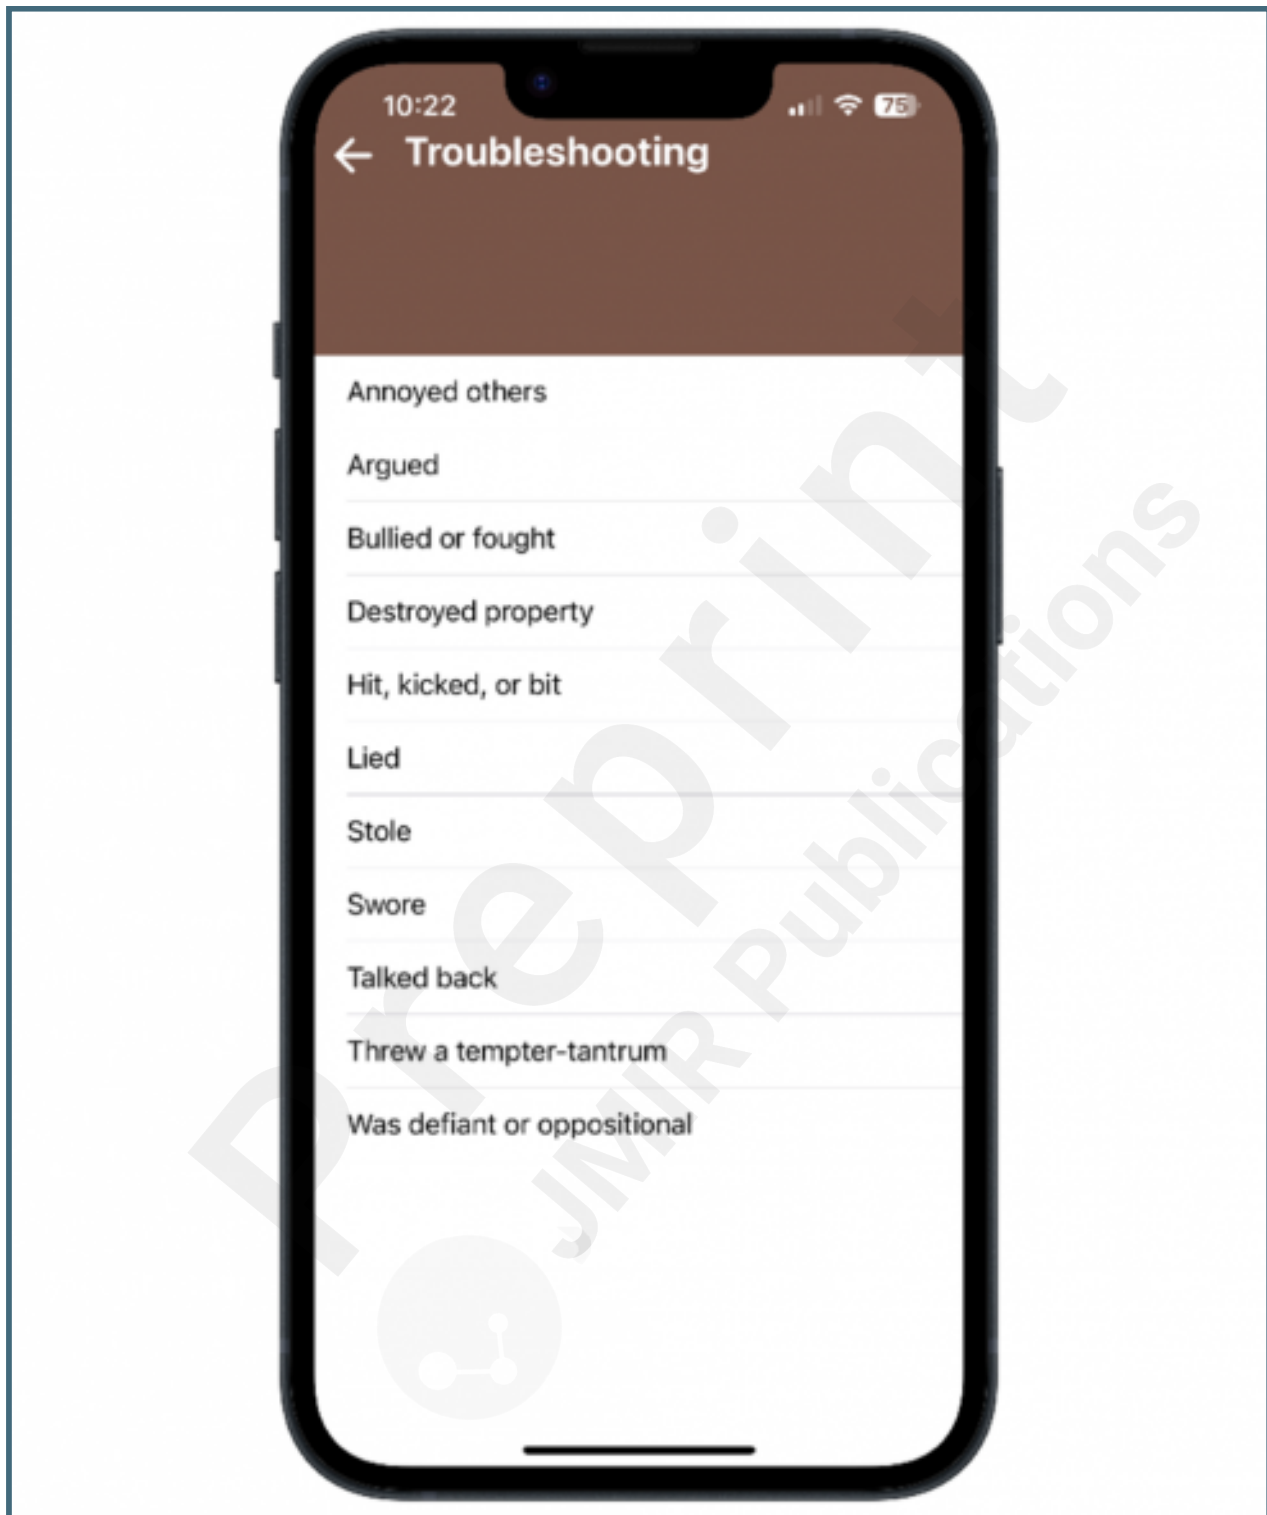 10:22
75
Troubleshooting
Annoyed others
Argued
Bullied or fought
Destroyed property
Hit, kicked, or bit
Lied
Stole
Swore
Talked back
Threw a tempter-tantrum
Was defiant or oppositional
Preprint
JMIR Publications